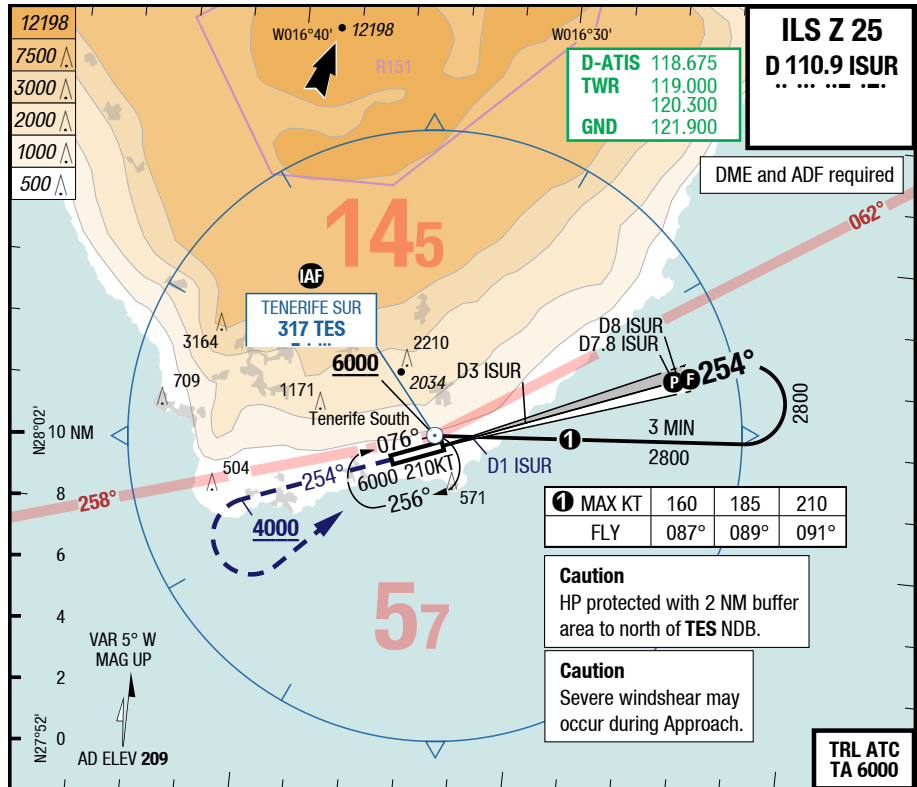 12198
7500
3000
2000
1000
500
W016°40'
12198
W016°30'
R151
D-ATIS 118.675
TWR 119.000
120.300
GND 121.900
ILS Z 25
D 110.9 ISUR
DME and ADF required
145
062°
IAF
TENERIFE SUR
317 TES
6000
3164
2210
2034
709
1171
D8 ISUR
D7.8 ISUR
D3 ISUR
P F 254°
2800
Tenerife South
N28°02'
10 NM
076°
1
3 MIN
2800
D1 ISUR
254°
6000 210KT
256°
504
571
258°
4000
8
6
4
2
0
1 MAX KT 160 185 210
FLY 087° 089° 091°
57
Caution
HP protected with 2 NM buffer
area to north of TES NDB.
Caution
Severe windshear may
occur during Approach.
VAR 5° W
MAG UP
N27°52'
AD ELEV 209
TRL ATC
TA 6000